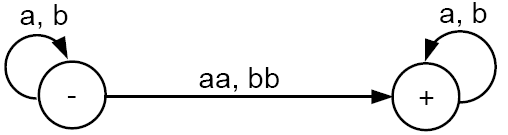 a, b
a, b
aa, bb
-
+